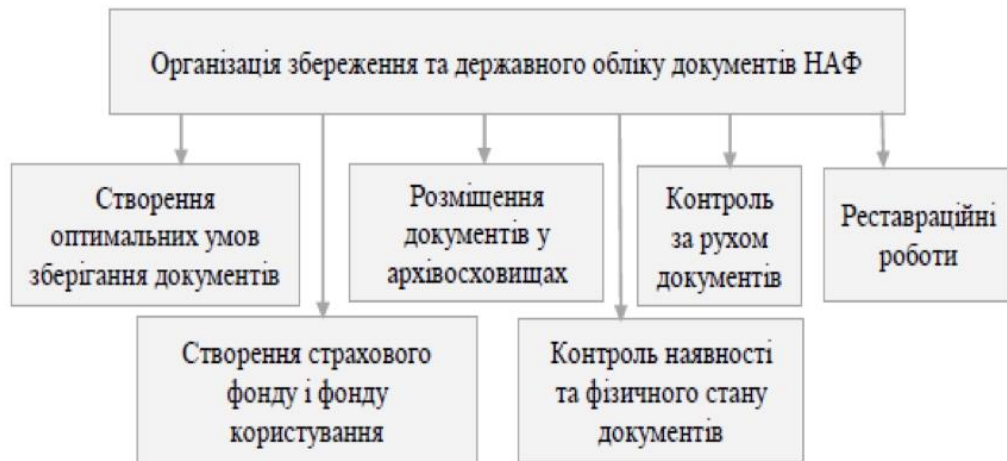 Організація збереження та державного обліку документів НАФ
Створення
оптимальних умов
зберігання документів
Розміщення
документів у
архівосховищах
Контроль
за рухом
документів
Реставраційні
роботи
Створення страхового
фонду і фонду
користування
Контроль наявності
та фізичного стану
документів